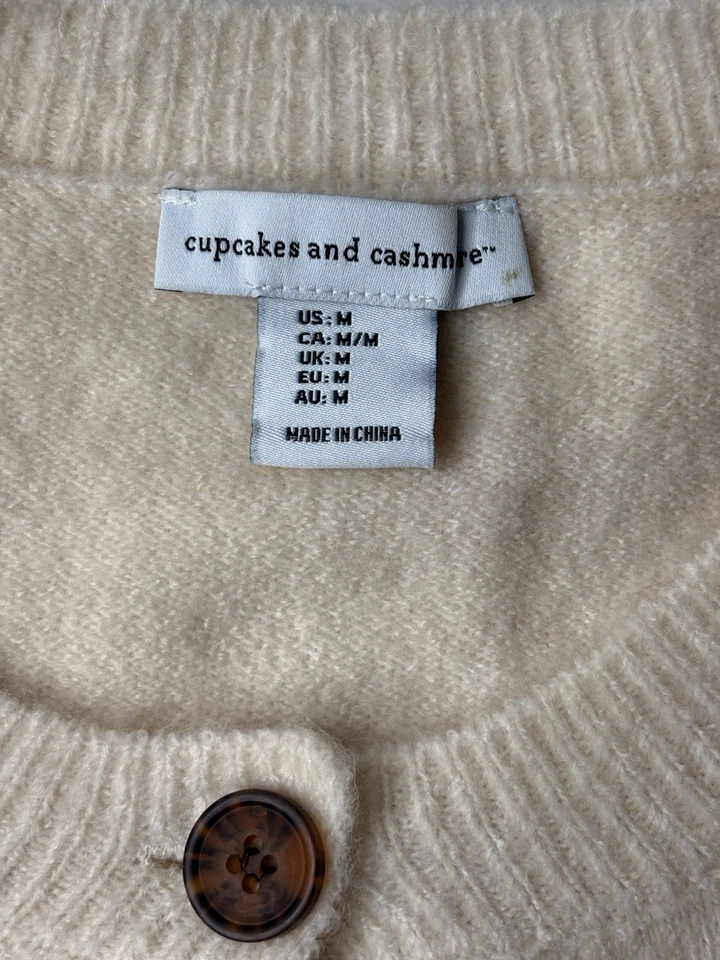 cupcakes and cashmere™
US: M
CA: M/M
UK: M
EU: M
AU: M
MADE IN CHINA